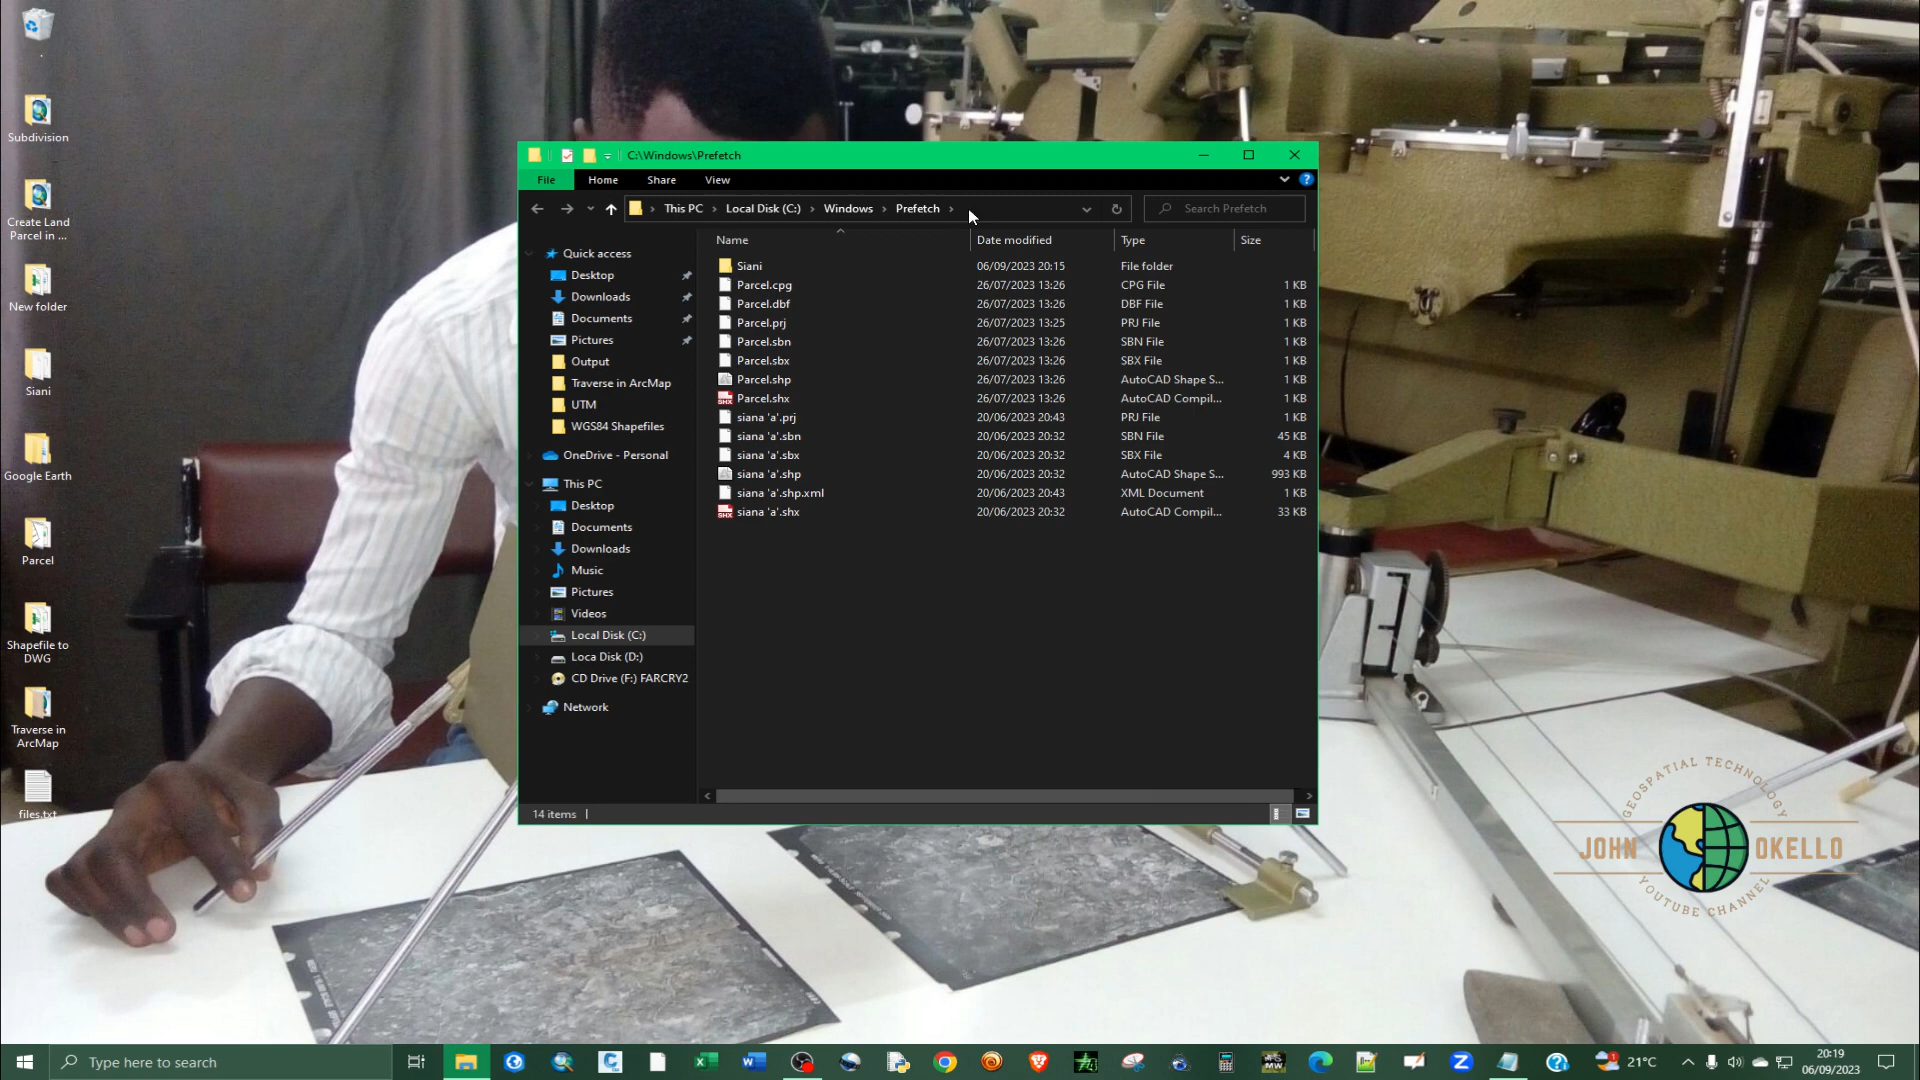 Subdivision
Create Land
Parcel in ...
New folder
Siani
Google Earth
Parcel
Shapefile to
DWG
Traverse in
ArcMap
files.txt
C:\Windows\Prefetch
File Home Share View
This PC › Local Disk (C:) › Windows › Prefetch ›
Search Prefetch
Quick access
Desktop
Downloads
Documents
Pictures
Output
Traverse in ArcMap
UTM
WGS84 Shapefiles
OneDrive - Personal
This PC
Desktop
Documents
Downloads
Music
Pictures
Videos
Local Disk (C:)
Loca Disk (D:)
CD Drive (F:) FARCRY2
Network
Name Date modified Type Size
Siani 06/09/2023 20:15 File folder
Parcel.cpg 26/07/2023 13:26 CPG File 1 KB
Parcel.dbf 26/07/2023 13:26 DBF File 1 KB
Parcel.prj 26/07/2023 13:25 PRJ File 1 KB
Parcel.sbn 26/07/2023 13:26 SBN File 1 KB
Parcel.sbx 26/07/2023 13:26 SBX File 1 KB
Parcel.shp 26/07/2023 13:26 AutoCAD Shape S... 1 KB
Parcel.shx 26/07/2023 13:26 AutoCAD Compil... 1 KB
siana 'a'.prj 20/06/2023 20:43 PRJ File 1 KB
siana 'a'.sbn 20/06/2023 20:32 SBN File 45 KB
siana 'a'.sbx 20/06/2023 20:32 SBX File 4 KB
siana 'a'.shp 20/06/2023 20:32 AutoCAD Shape S... 993 KB
siana 'a'.shp.xml 20/06/2023 20:43 XML Document 1 KB
siana 'a'.shx 20/06/2023 20:32 AutoCAD Compil... 33 KB
14 items
GEOSPATIAL TECHNOLOGY
JOHN OKELLO
YOUTUBE CHANNEL
Type here to search
21°C
20:19
06/09/2023